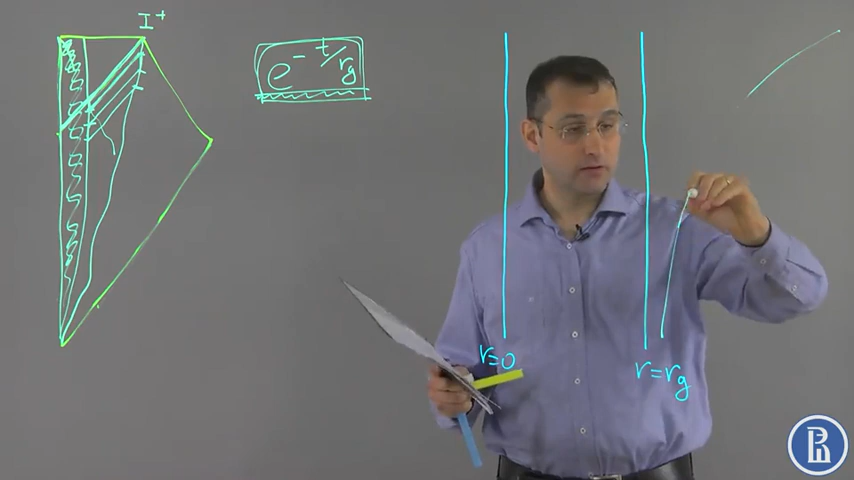 I⁺
e^{-t/r_g}
r=0
r=r_g